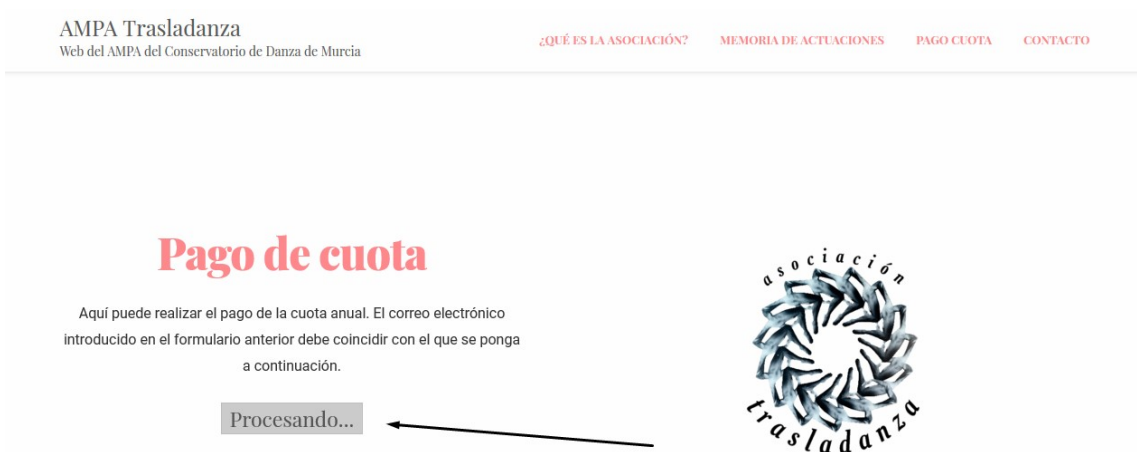 AMPA Trasladanza
Web del AMPA del Conservatorio de Danza de Murcia
¿QUÉ ES LA ASOCIACIÓN? MEMORIA DE ACTUACIONES PAGO CUOTA CONTACTO
Pago de cuota
Aquí puede realizar el pago de la cuota anual. El correo electrónico
introducido en el formulario anterior debe coincidir con el que se ponga
a continuación.
Procesando...
asociación
trasladanza